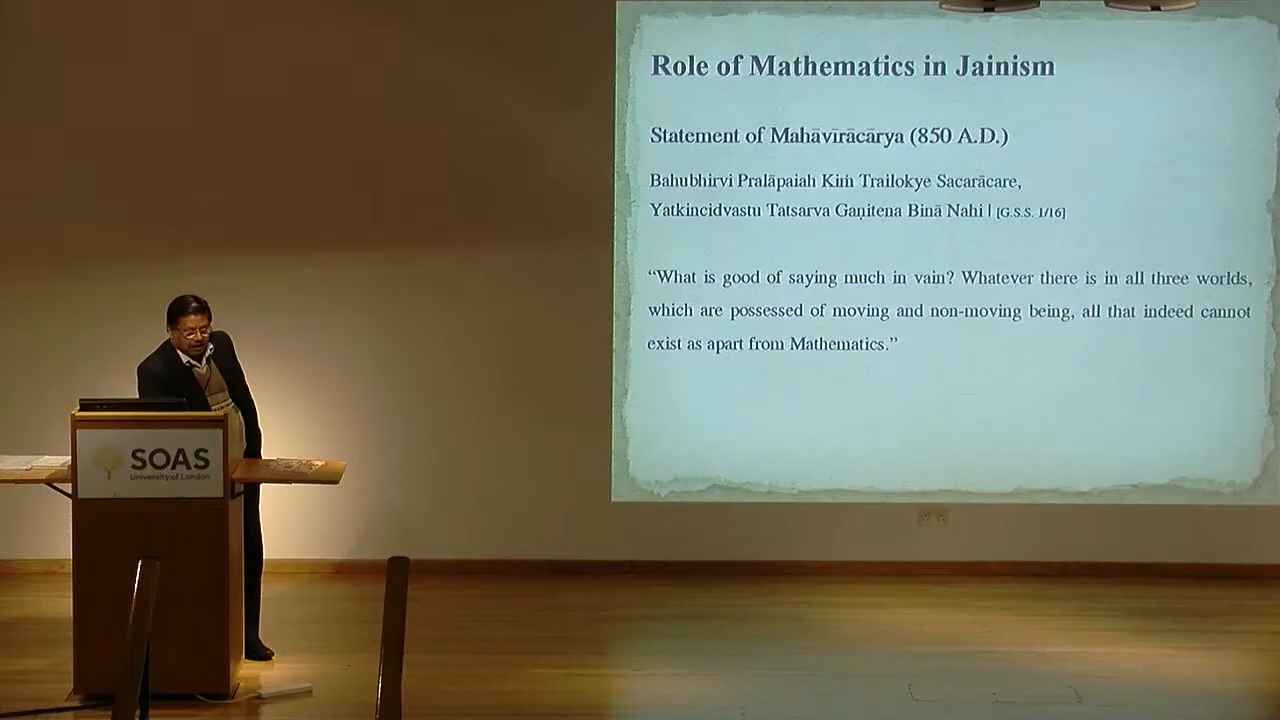 Role of Mathematics in Jainism
Statement of Mahāvīrācārya (850 A.D.)
Bahubhirvi Pralāpaiah Kiṁ Trailokye Sacarācare,
Yatkincidvastu Tatsarva Gaṇitena Binā Nahi | [G.S.S. 1/16]
“What is good of saying much in vain? Whatever there is in all three worlds,
which are possessed of moving and non-moving being, all that indeed cannot
exist as apart from Mathematics.”
SOAS
University of London